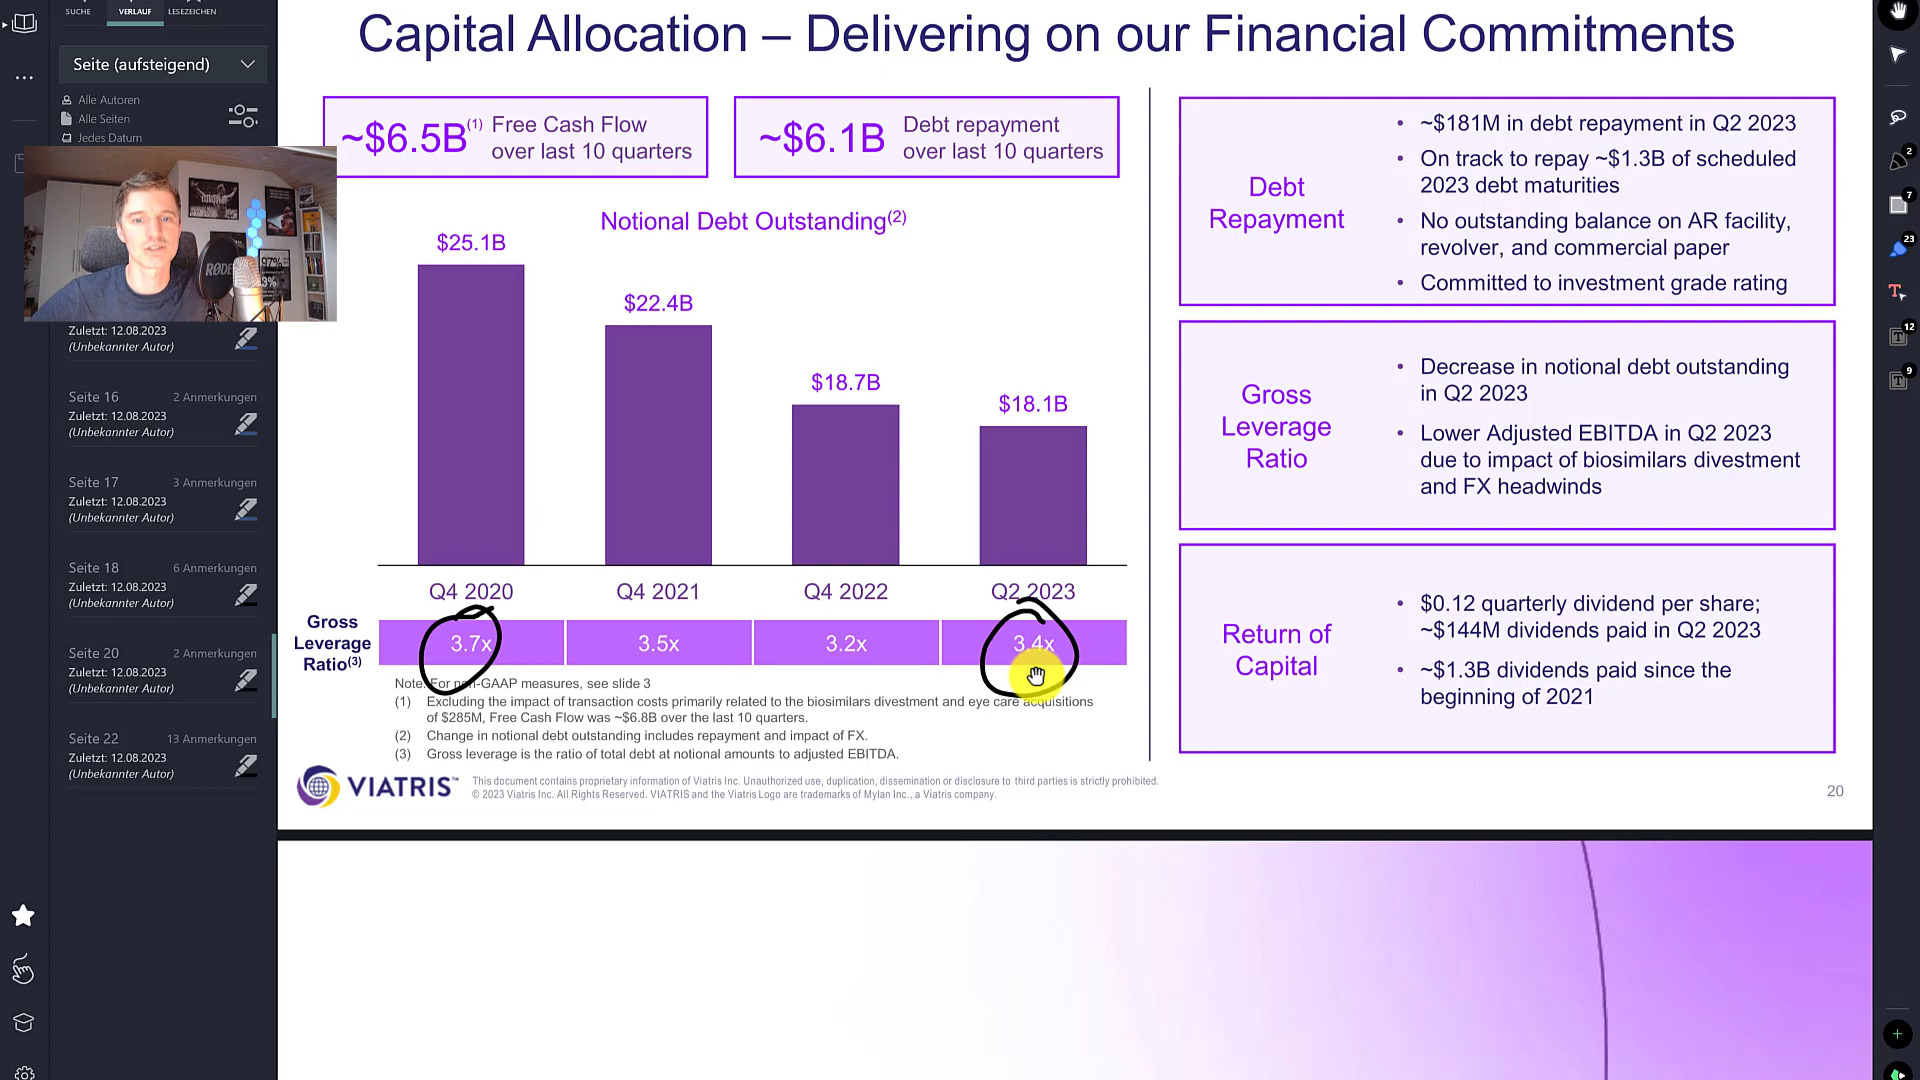 SUCHE
VERLAUF
LESEZEICHEN
Seite (aufsteigend)
Alle Autoren
Alle Seiten
Jedes Datum
Zuletzt: 12.08.2023
(Unbekannter Autor)
Seite 16 2 Anmerkungen
Zuletzt: 12.08.2023
(Unbekannter Autor)
Seite 17 3 Anmerkungen
Zuletzt: 12.08.2023
(Unbekannter Autor)
Seite 18 6 Anmerkungen
Zuletzt: 12.08.2023
(Unbekannter Autor)
Seite 20 2 Anmerkungen
Zuletzt: 12.08.2023
(Unbekannter Autor)
Seite 22 13 Anmerkungen
Zuletzt: 12.08.2023
(Unbekannter Autor)
RØDE
97%
Capital Allocation – Delivering on our Financial Commitments
~$6.5B(1) Free Cash Flow
over last 10 quarters
~$6.1B Debt repayment
over last 10 quarters
Notional Debt Outstanding(2)
$25.1B
$22.4B
$18.7B
$18.1B
Q4 2020 Q4 2021 Q4 2022 Q2 2023
Gross
Leverage
Ratio(3)
3.7x 3.5x 3.2x 3.4x
Note: For non-GAAP measures, see slide 3
(1) Excluding the impact of transaction costs primarily related to the biosimilars divestment and eye care acquisitions
of $285M, Free Cash Flow was ~$6.8B over the last 10 quarters.
(2) Change in notional debt outstanding includes repayment and impact of FX.
(3) Gross leverage is the ratio of total debt at notional amounts to adjusted EBITDA.
VIATRIS™
This document contains proprietary information of Viatris Inc. Unauthorized use, duplication, dissemination or disclosure to third parties is strictly prohibited.
© 2023 Viatris Inc. All Rights Reserved. VIATRIS and the Viatris Logo are trademarks of Mylan Inc., a Viatris company.
Debt
Repayment
• ~$181M in debt repayment in Q2 2023
• On track to repay ~$1.3B of scheduled
2023 debt maturities
• No outstanding balance on AR facility,
revolver, and commercial paper
• Committed to investment grade rating
Gross
Leverage
Ratio
• Decrease in notional debt outstanding
in Q2 2023
• Lower Adjusted EBITDA in Q2 2023
due to impact of biosimilars divestment
and FX headwinds
Return of
Capital
• $0.12 quarterly dividend per share;
~$144M dividends paid in Q2 2023
• ~$1.3B dividends paid since the
beginning of 2021
20
2
7
23
12
9